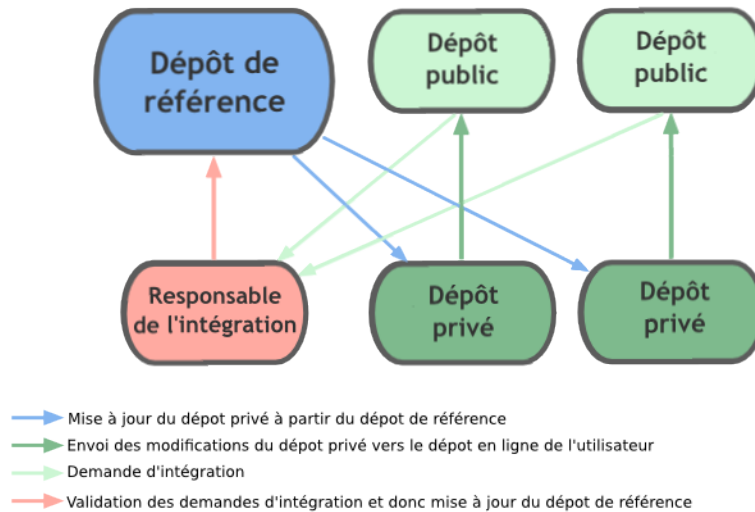 Dépôt de
référence
Dépôt
public
Dépôt
public
Responsable
de l'intégration
Dépôt
privé
Dépôt
privé
Mise à jour du dépot privé à partir du dépot de référence
Envoi des modifications du dépot privé vers le dépot en ligne de l'utilisateur
Demande d'intégration
Validation des demandes d'intégration et donc mise à jour du dépot de référence